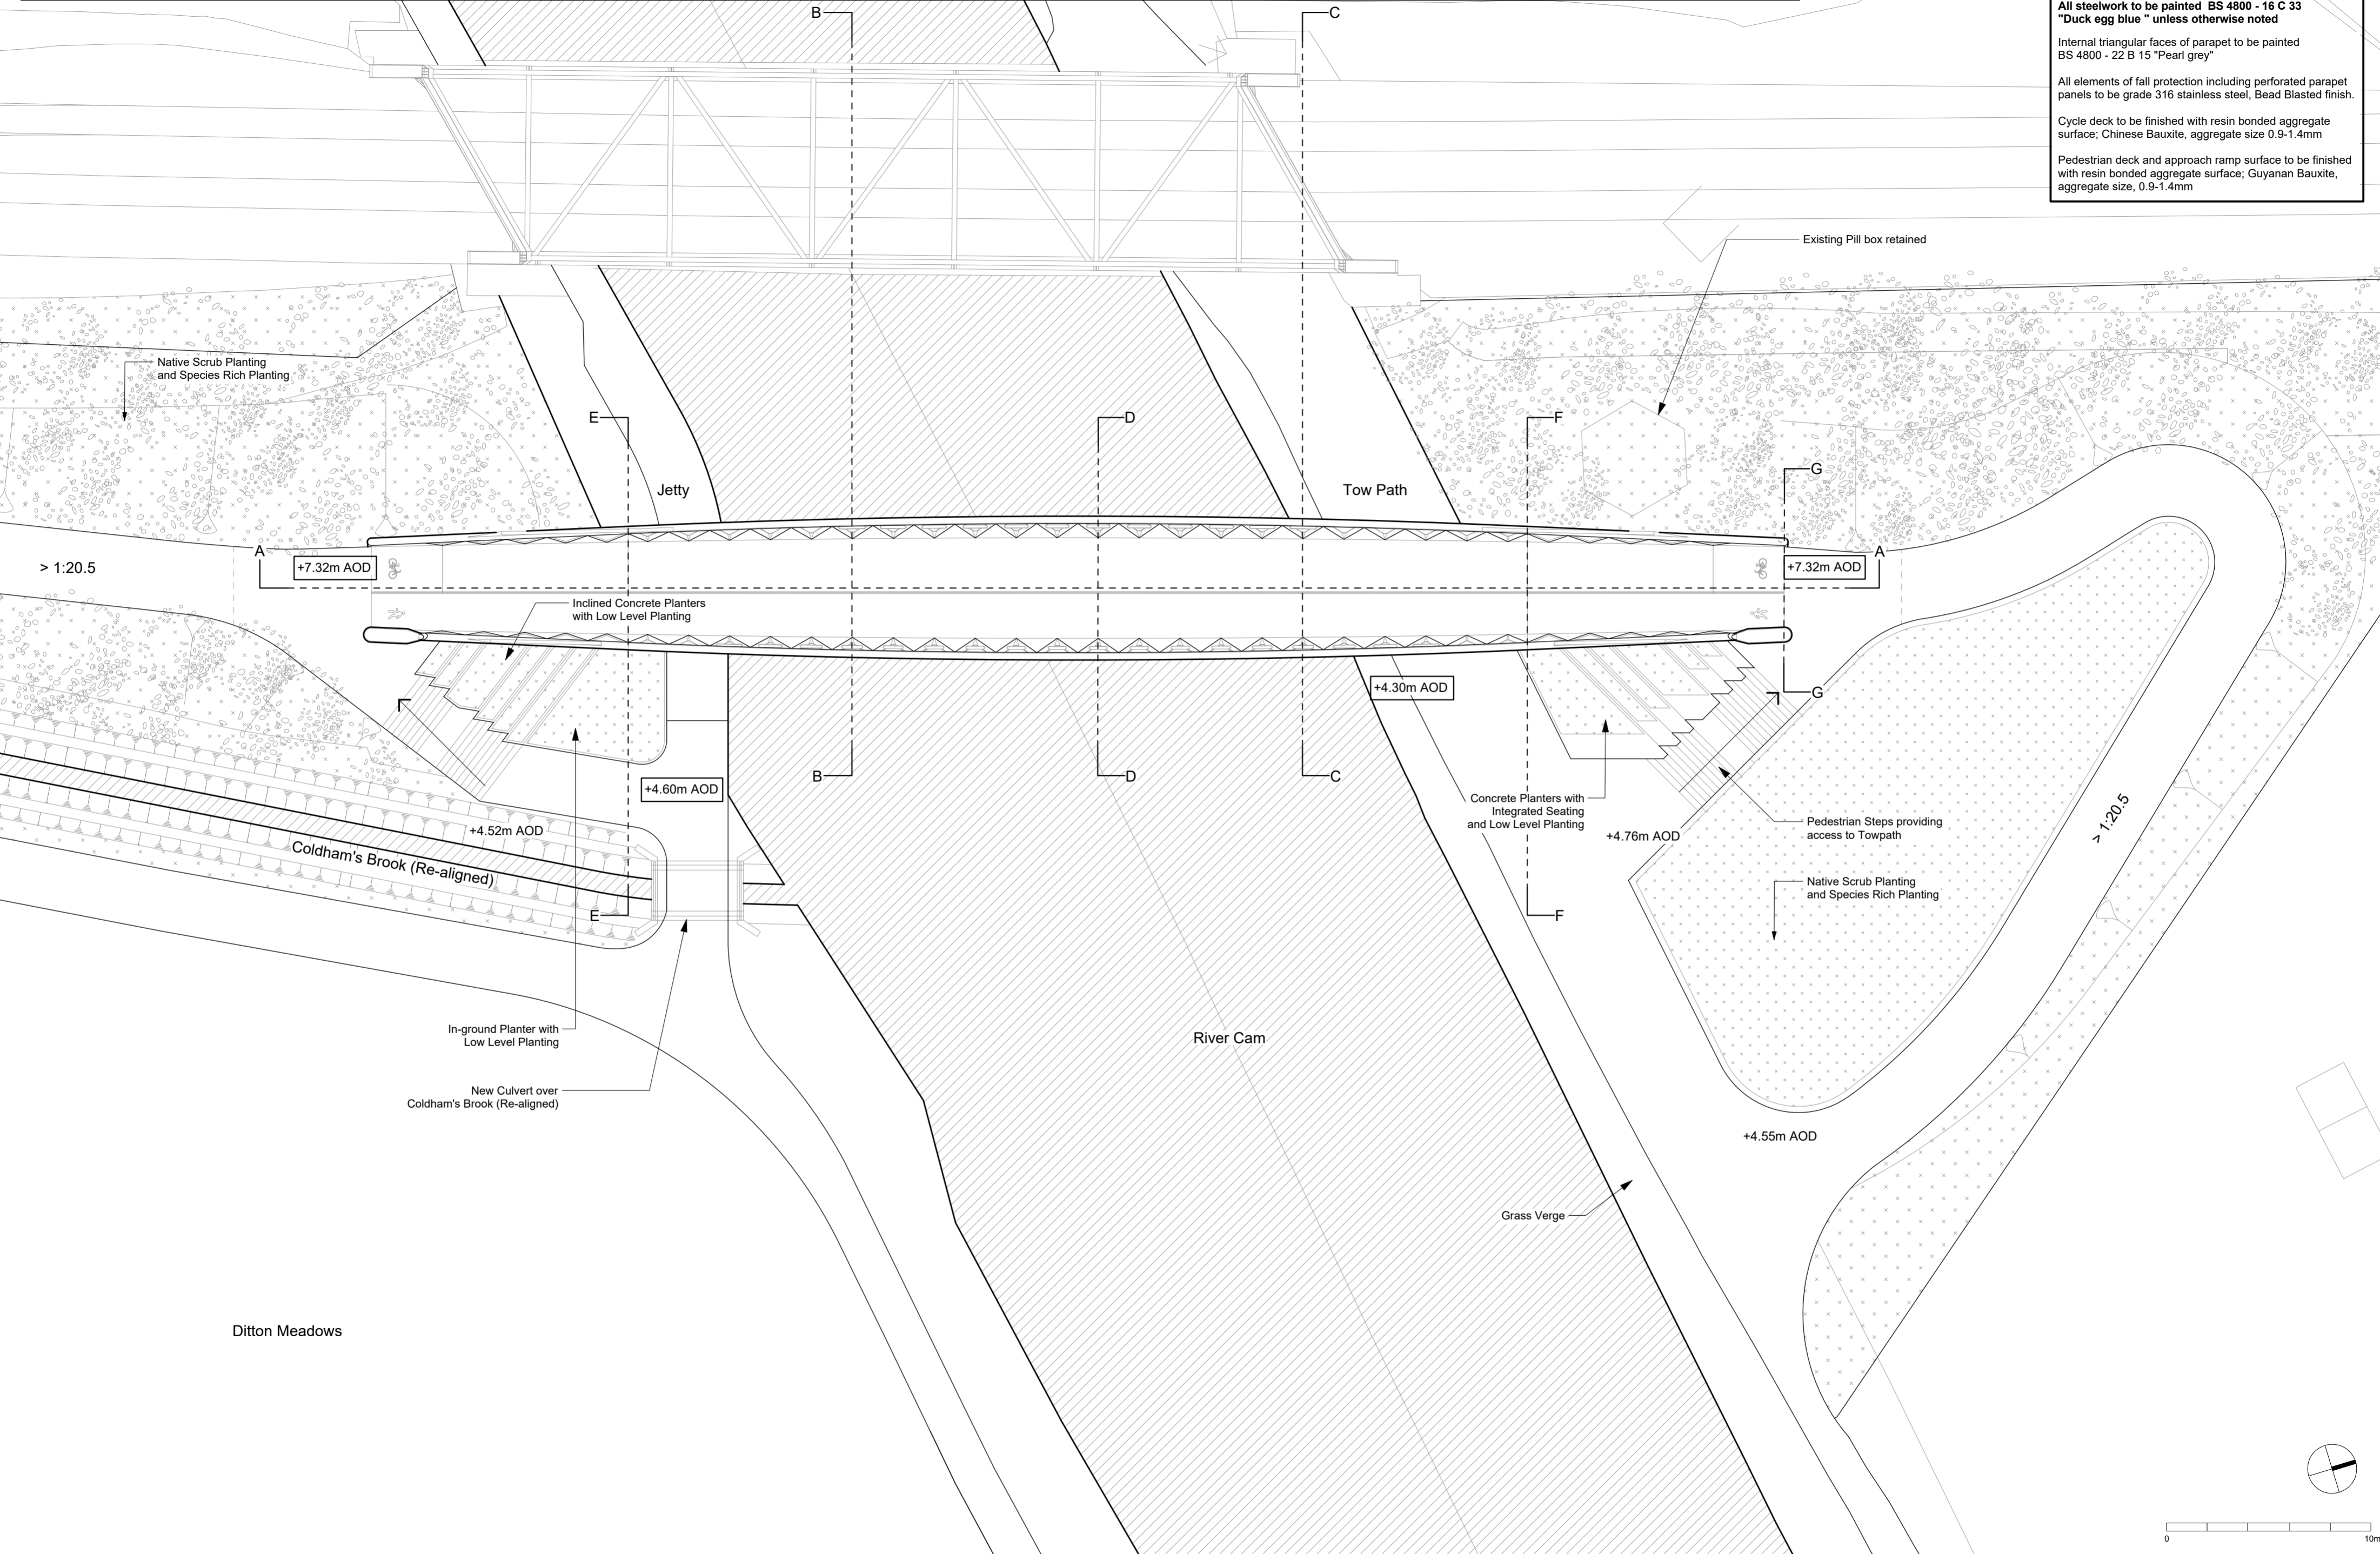 B
C
All steelwork to be painted  BS 4800 - 16 C 33
"Duck egg blue " unless otherwise noted
Internal triangular faces of parapet to be painted
BS 4800 - 22 B 15 "Pearl grey"
All elements of fall protection including perforated parapet
panels to be grade 316 stainless steel, Bead Blasted finish.
Cycle deck to be finished with resin bonded aggregate
surface; Chinese Bauxite, aggregate size 0.9-1.4mm
Pedestrian deck and approach ramp surface to be finished
with resin bonded aggregate surface; Guyanan Bauxite,
aggregate size, 0.9-1.4mm
Existing Pill box retained
Native Scrub Planting
and Species Rich Planting
E
D
F
G
Jetty
Tow Path
A
A
> 1:20.5
+7.32m AOD
+7.32m AOD
Inclined Concrete Planters
with Low Level Planting
+4.30m AOD
G
B
D
C
+4.60m AOD
Concrete Planters with
Integrated Seating
and Low Level Planting
> 1:20.5
+4.52m AOD
+4.76m AOD
Pedestrian Steps providing
access to Towpath
Coldham's Brook (Re-aligned)
Native Scrub Planting
and Species Rich Planting
E
F
In-ground Planter with
Low Level Planting
River Cam
New Culvert over
Coldham's Brook (Re-aligned)
+4.55m AOD
Grass Verge
Ditton Meadows
0
10m